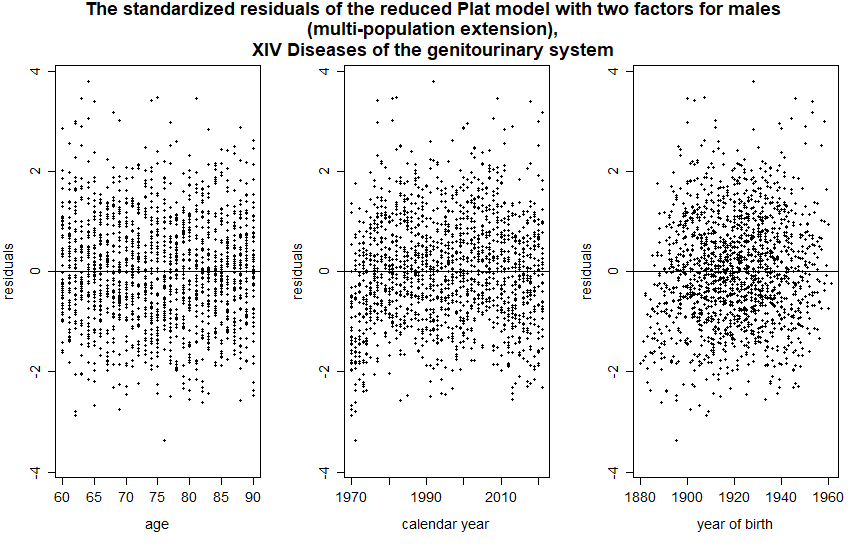 The standardized residuals of the reduced Plat model with two factors for males
(multi-population extension),
XIV Diseases of the genitourinary system
residuals
4
2
0
-2
-4
60 65 70 75 80 85 90
age
residuals
4
2
0
-2
-4
1970 1990 2010
calendar year
residuals
4
2
0
-2
-4
1880 1900 1920 1940 1960
year of birth